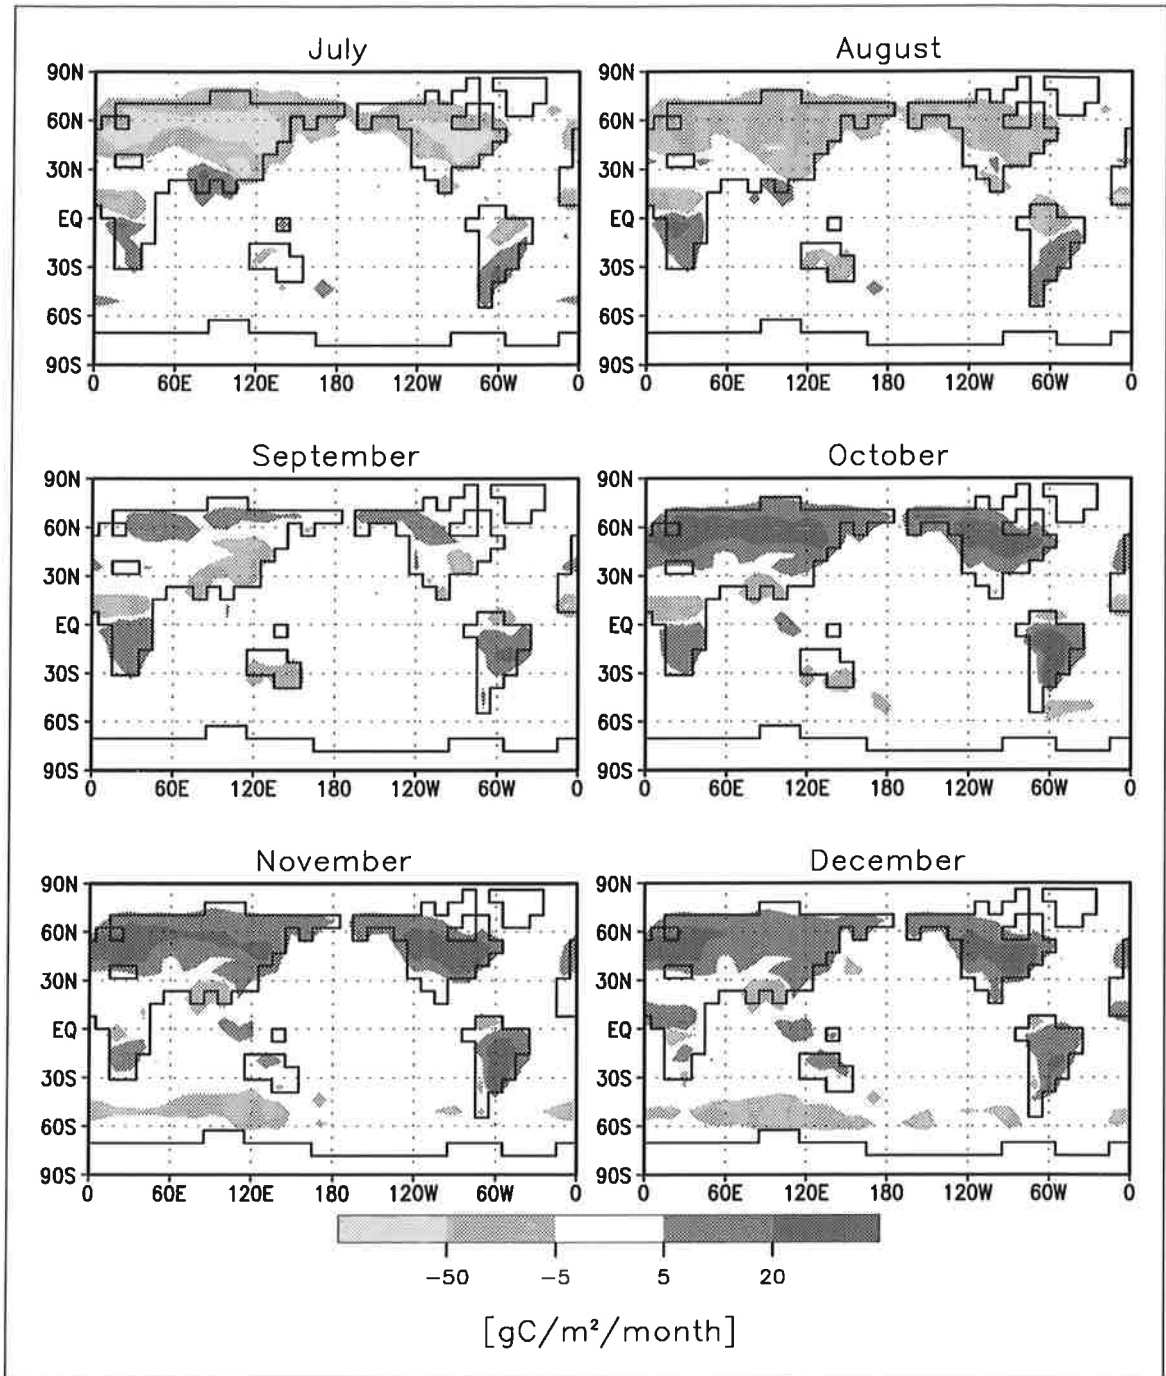 July August
90N 90N
60N 60N
30N 30N
EQ EQ
30S 30S
60S 60S
90S 90S
0 60E 120E 180 120W 60W 0 0 60E 120E 180 120W 60W 0
September October
90N 90N
60N 60N
30N 30N
EQ EQ
30S 30S
60S 60S
90S 90S
0 60E 120E 180 120W 60W 0 0 60E 120E 180 120W 60W 0
November December
90N 90N
60N 60N
30N 30N
EQ EQ
30S 30S
60S 60S
90S 90S
0 60E 120E 180 120W 60W 0 0 60E 120E 180 120W 60W 0
−50 −5 5 20
[gC/m²/month]